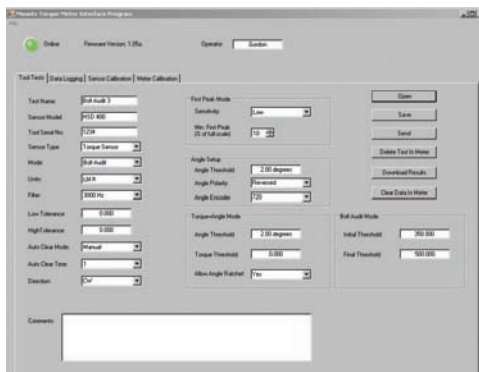 Mountz Torque Meter Interface Program
File
Online
Firmware Version: 1.05a
Operator
Gordon
Tool Tests
Data Logging
Sensor Calibration
Meter Calibration
Test Name:
Bolt Audit 3
Sensor Model:
HSD 400
Tool Serial No:
1234
Sensor Type:
Torque Sensor
Mode:
Bolt Audit
Units:
Lbf.ft
Filter:
3000 Hz
Low Tolerance:
0.000
High Tolerance:
0.000
Auto Clear Mode:
Manual
Auto Clear Time:
1
Direction:
CW
First Peak Mode
Sensitivity:
Low
Min. First Peak
(% of full scale)
10
Angle Setup
Angle Threshold:
2.00 degrees
Angle Polarity:
Reversed
Angle Encoder:
720
Torque+Angle Mode
Angle Threshold:
2.00 degrees
Torque Threshold:
0.000
Allow Angle Ratchet:
Yes
Open
Save
Send
Delete Test In Meter
Download Results
Clear Data In Meter
Bolt Audit Mode
Initial Threshold:
350.000
Final Threshold:
500.000
Comments: